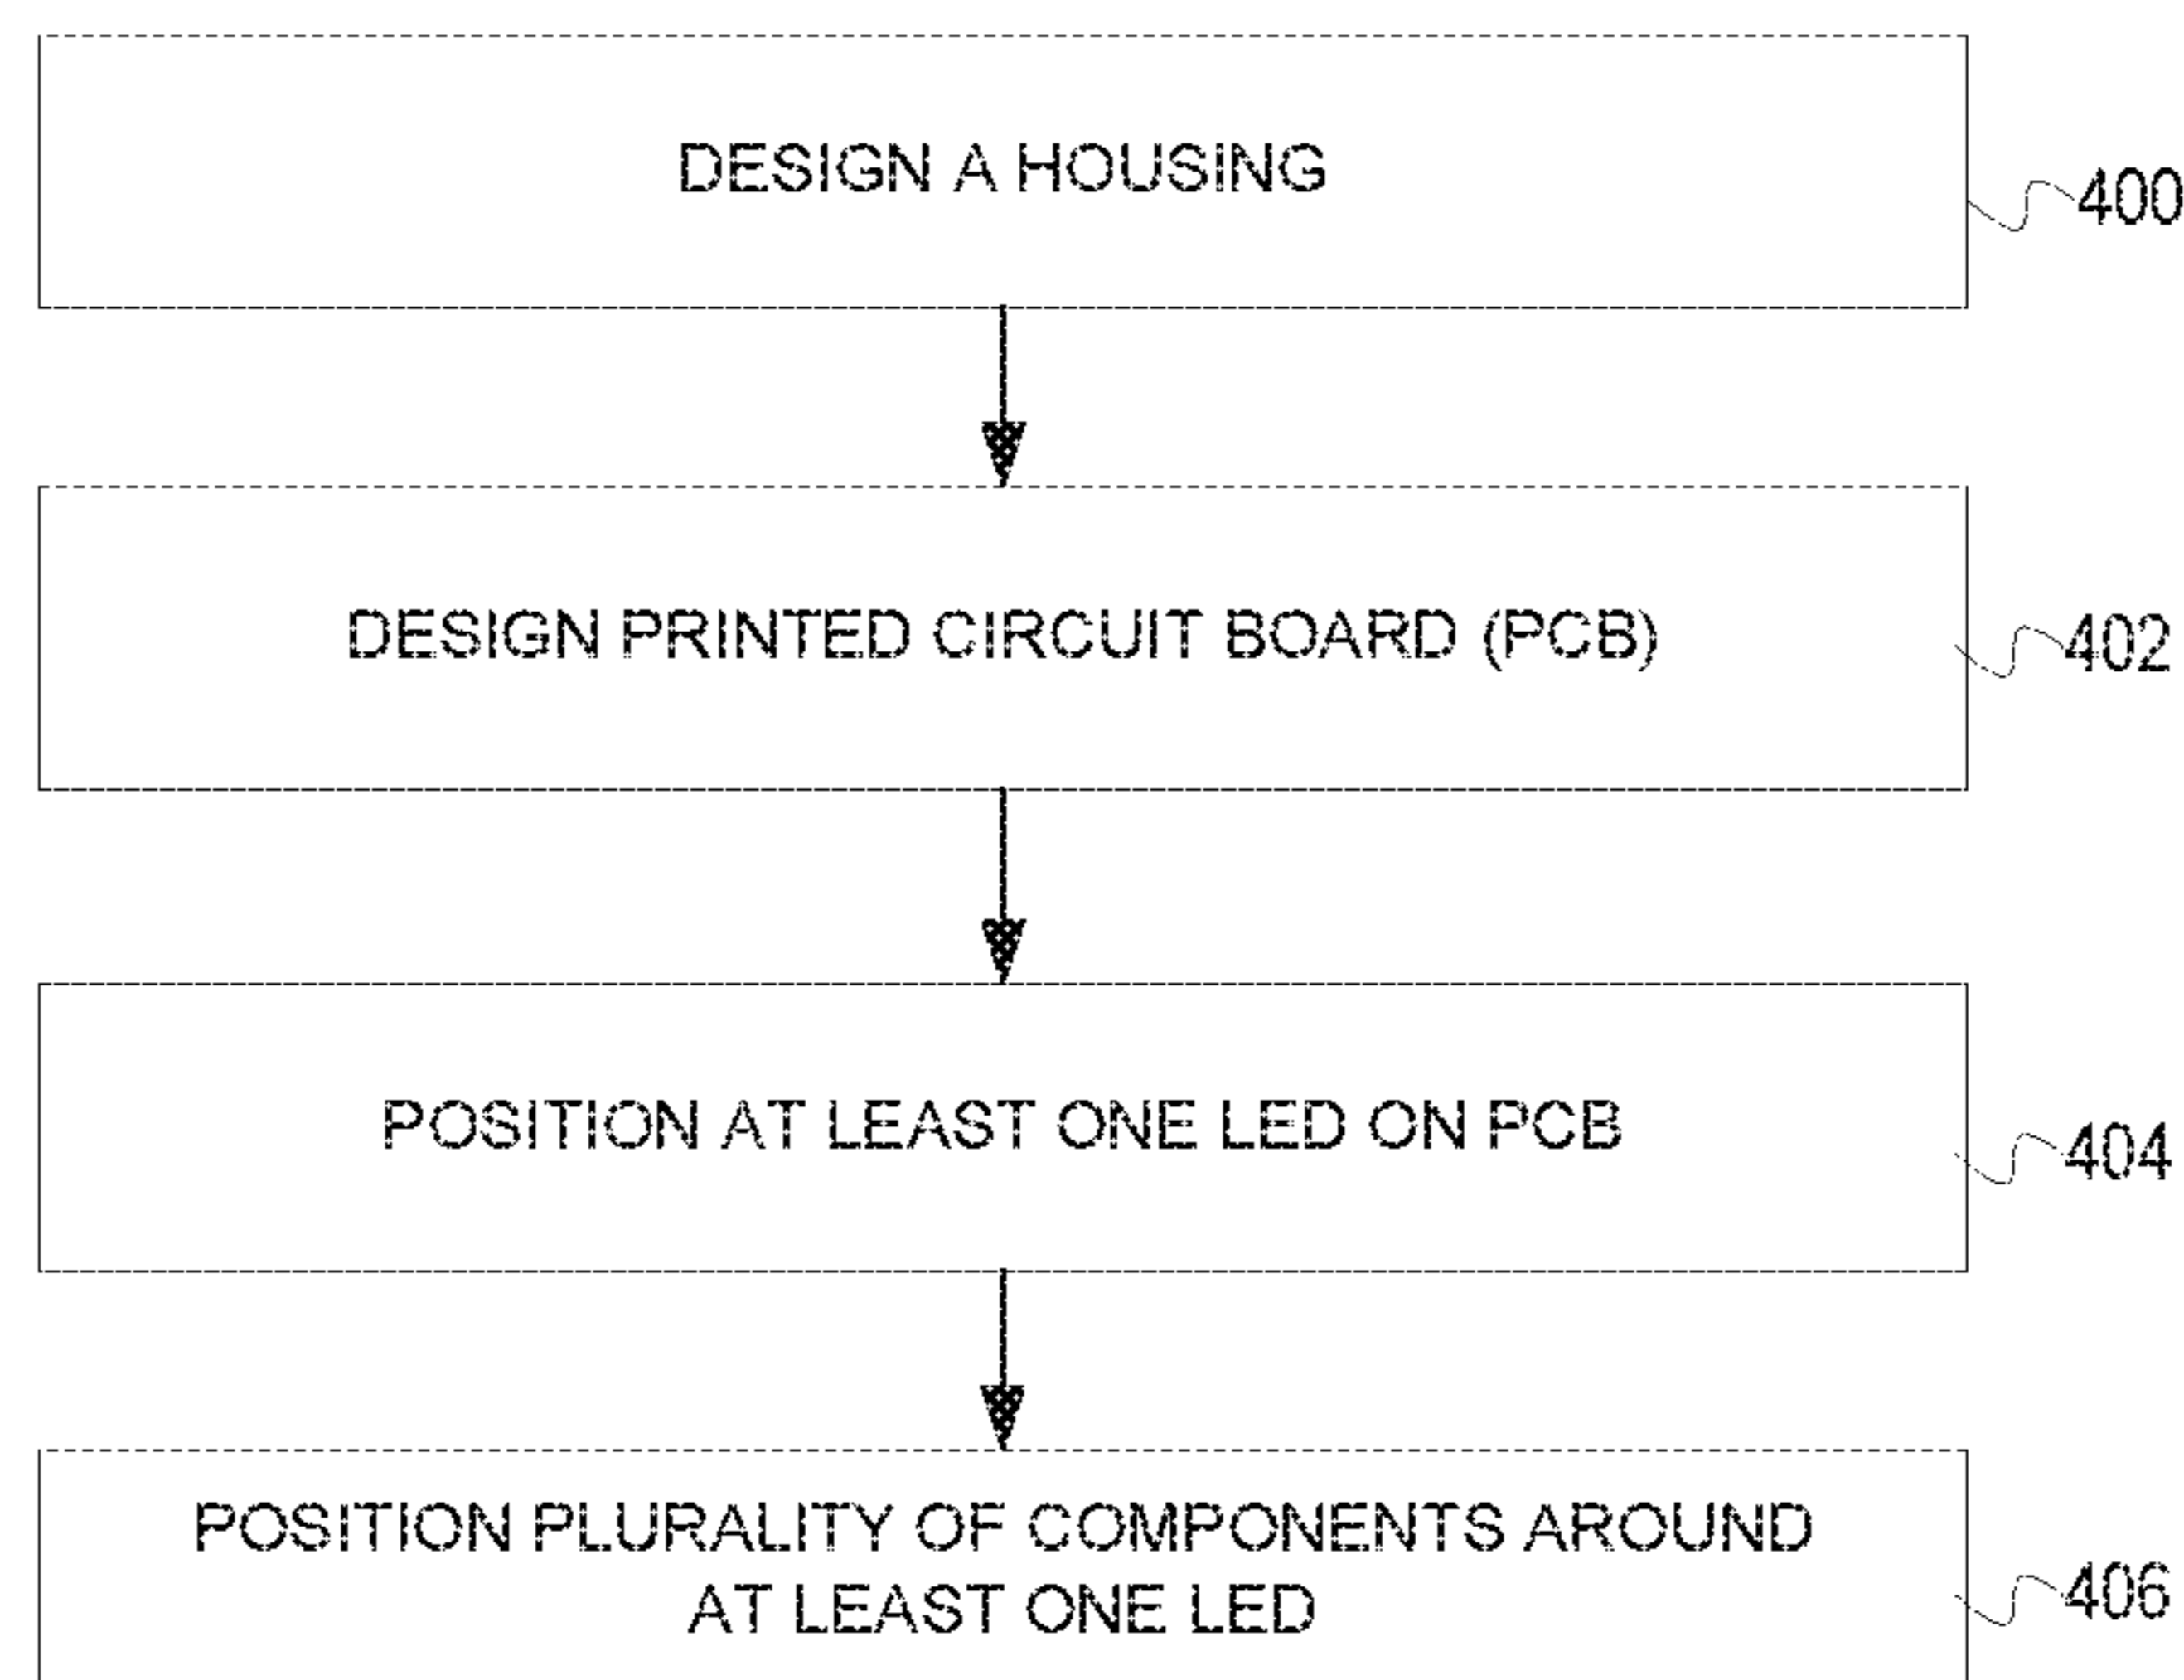 DESIGN A HOUSING
400
DESIGN PRINTED CIRCUIT BOARD (PCB)
402
POSITION AT LEAST ONE LED ON PCB
404
POSITION PLURALITY OF COMPONENTS AROUND
AT LEAST ONE LED
406